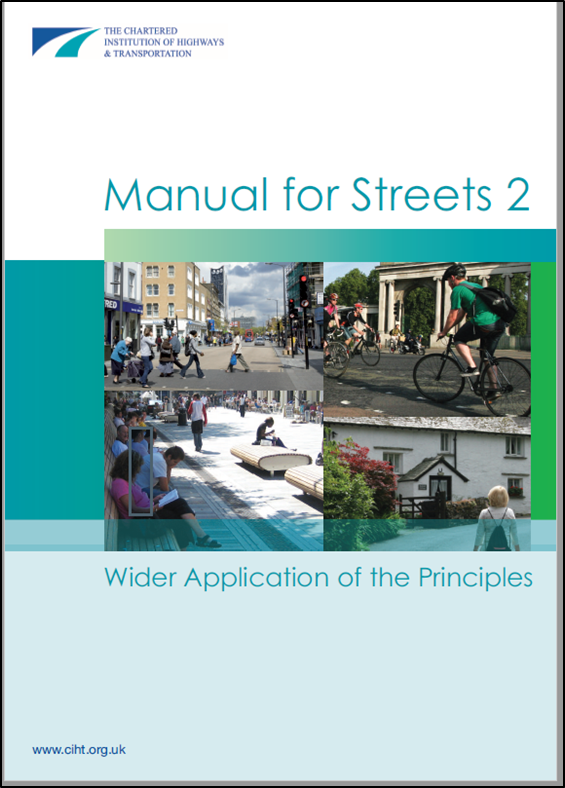 THE CHARTERED
INSTITUTION OF HIGHWAYS
& TRANSPORTATION
Manual for Streets 2
RED
Wider Application of the Principles
www.ciht.org.uk